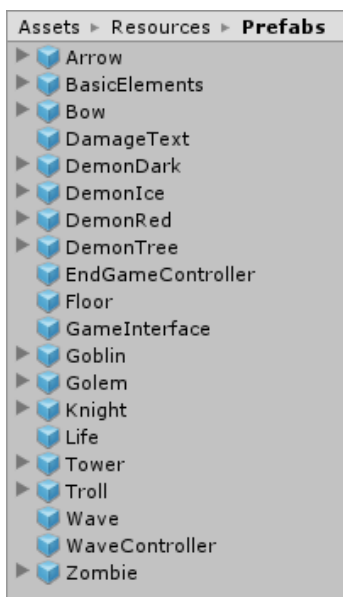 Assets ▸ Resources ▸ Prefabs
Arrow
BasicElements
Bow
DamageText
DemonDark
DemonIce
DemonRed
DemonTree
EndGameController
Floor
GameInterface
Goblin
Golem
Knight
Life
Tower
Troll
Wave
WaveController
Zombie